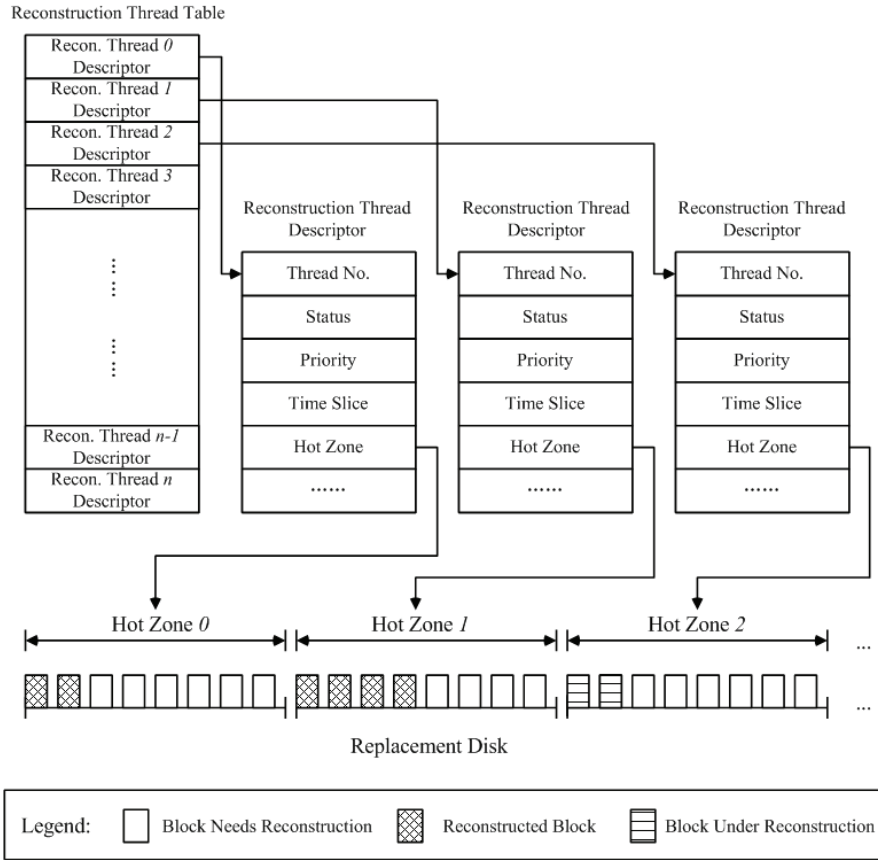 Reconstruction Thread Table
Recon. Thread 0
Descriptor
Recon. Thread 1
Descriptor
Recon. Thread 2
Descriptor
Recon. Thread 3
Descriptor
......
......
Recon. Thread n-1
Descriptor
Recon. Thread n
Descriptor
Reconstruction Thread
Descriptor
Thread No.
Status
Priority
Time Slice
Hot Zone
......
Reconstruction Thread
Descriptor
Thread No.
Status
Priority
Time Slice
Hot Zone
......
Reconstruction Thread
Descriptor
Thread No.
Status
Priority
Time Slice
Hot Zone
......
Hot Zone 0
Hot Zone 1
Hot Zone 2
...
...
Replacement Disk
Legend:
Block Needs Reconstruction
Reconstructed Block
Block Under Reconstruction